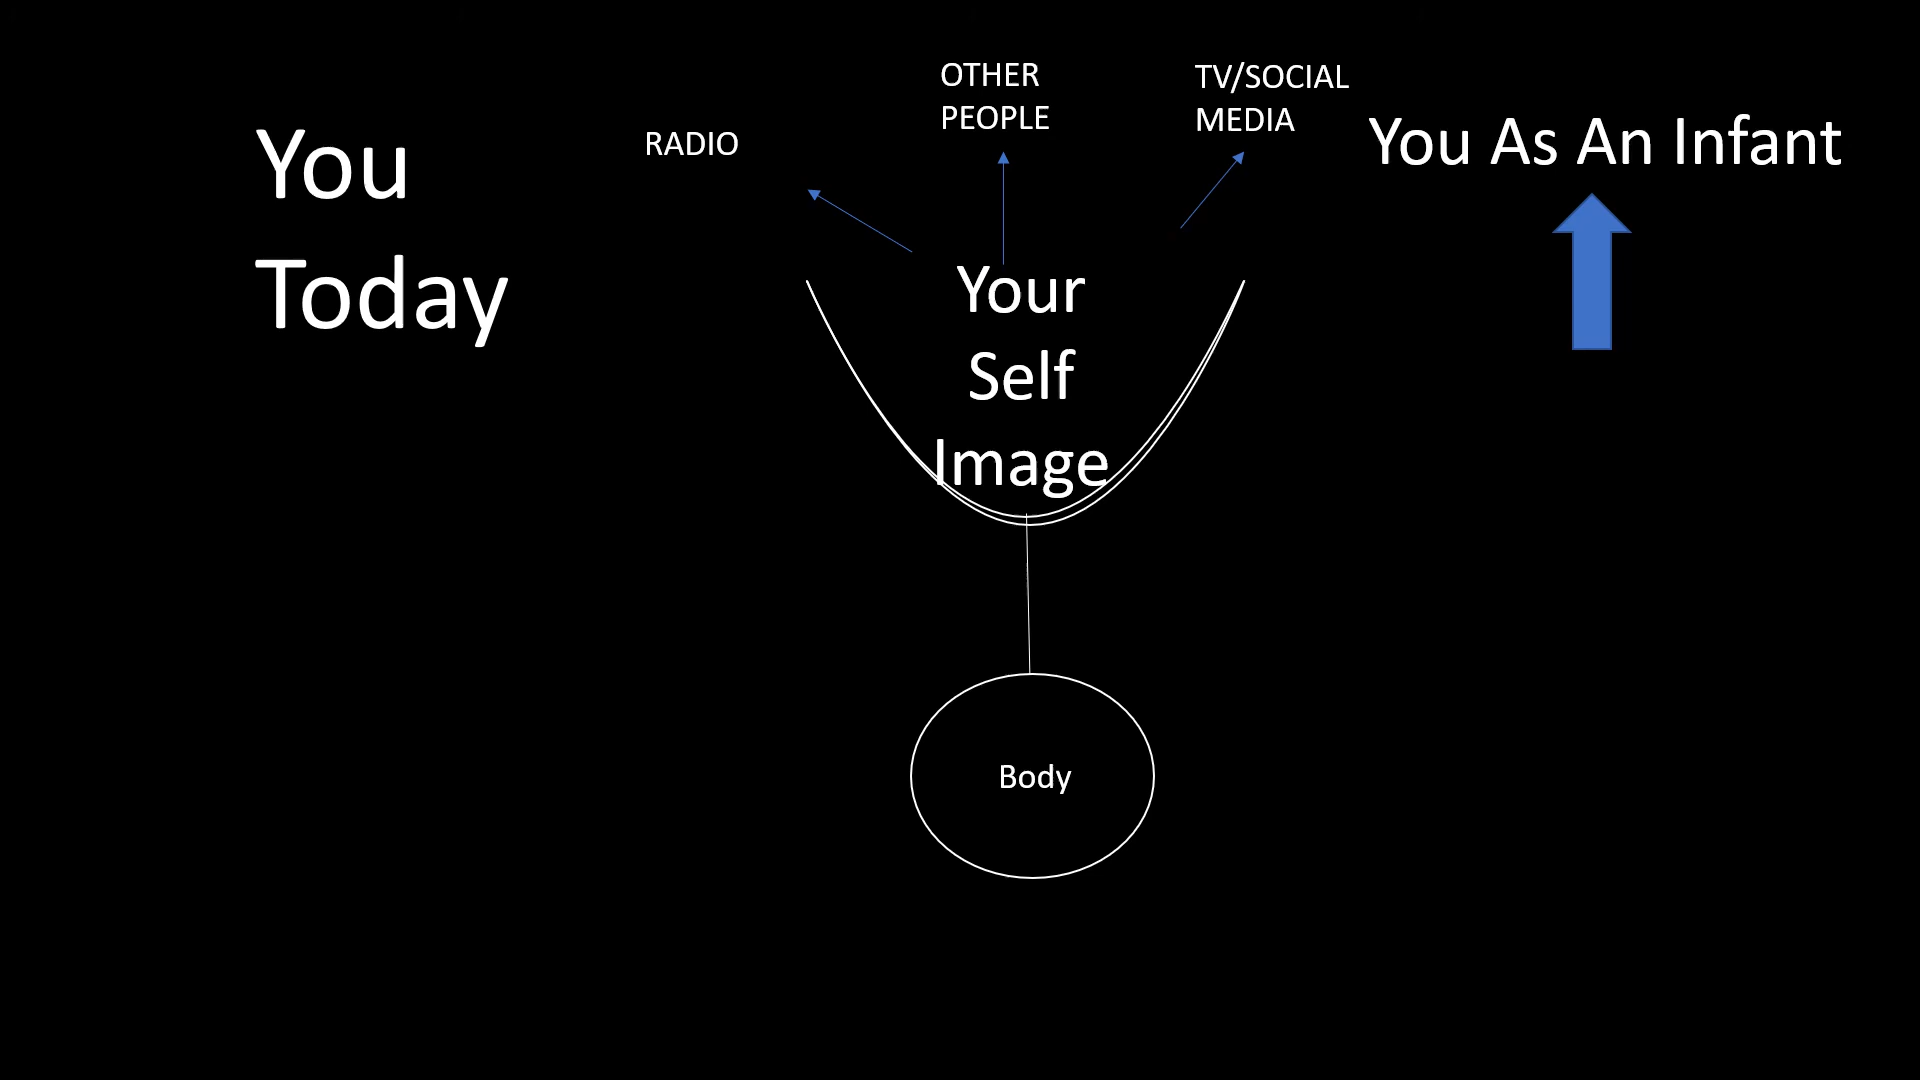 You
Today
RADIO
OTHER
PEOPLE
TV/SOCIAL
MEDIA
You As An Infant
Your
Self
Image
Body